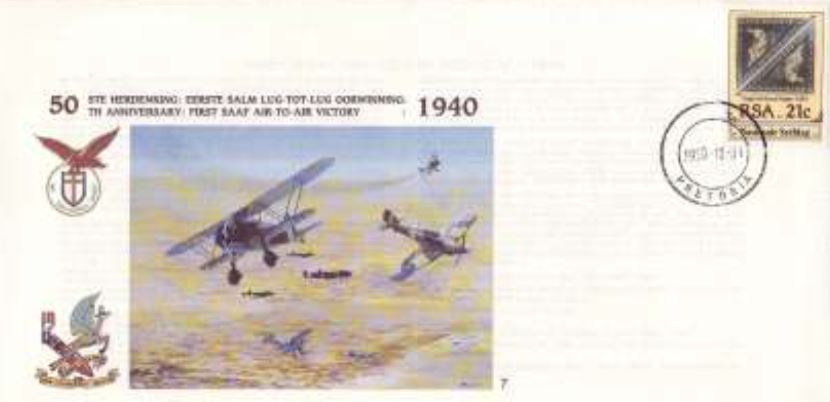 50 STE HERDENKING: EERSTE SALM LUG-TOT-LUG OORWINNING: 1940
TH ANNIVERSARY: FIRST SAAF AIR-TO-AIR VICTORY :
RSA 21c
PRETORIA
7